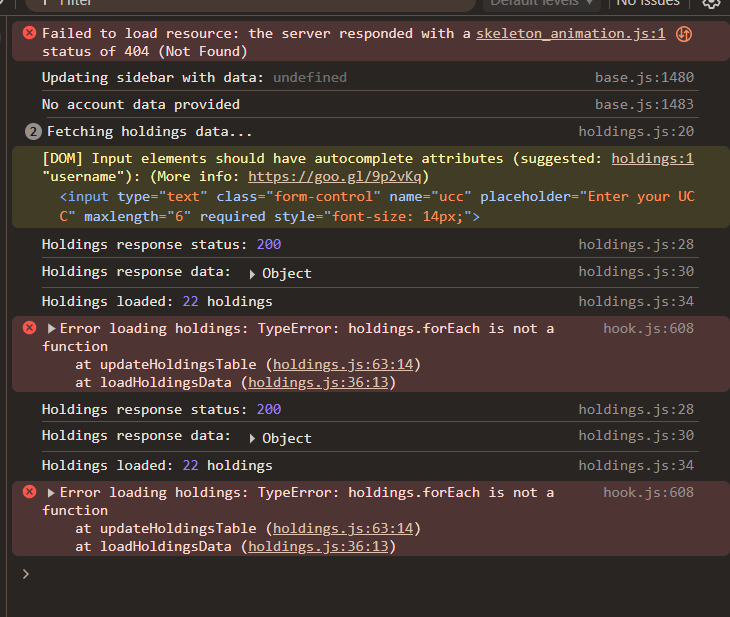 Filter
Default levels ▼
No Issues
Failed to load resource: the server responded with a skeleton_animation.js:1
status of 404 (Not Found)
Updating sidebar with data: undefined base.js:1480
No account data provided base.js:1483
2 Fetching holdings data... holdings.js:20
[DOM] Input elements should have autocomplete attributes (suggested: holdings:1
"username"): (More info: https://goo.gl/9p2vKq)
<input type="text" class="form-control" name="ucc" placeholder="Enter your UC
C" maxlength="6" required style="font-size: 14px;">
Holdings response status: 200 holdings.js:28
Holdings response data: ▶ Object holdings.js:30
Holdings loaded: 22 holdings holdings.js:34
▶ Error loading holdings: TypeError: holdings.forEach is not a hook.js:608
function
at updateHoldingsTable (holdings.js:63:14)
at loadHoldingsData (holdings.js:36:13)
Holdings response status: 200 holdings.js:28
Holdings response data: ▶ Object holdings.js:30
Holdings loaded: 22 holdings holdings.js:34
▶ Error loading holdings: TypeError: holdings.forEach is not a hook.js:608
function
at updateHoldingsTable (holdings.js:63:14)
at loadHoldingsData (holdings.js:36:13)
>